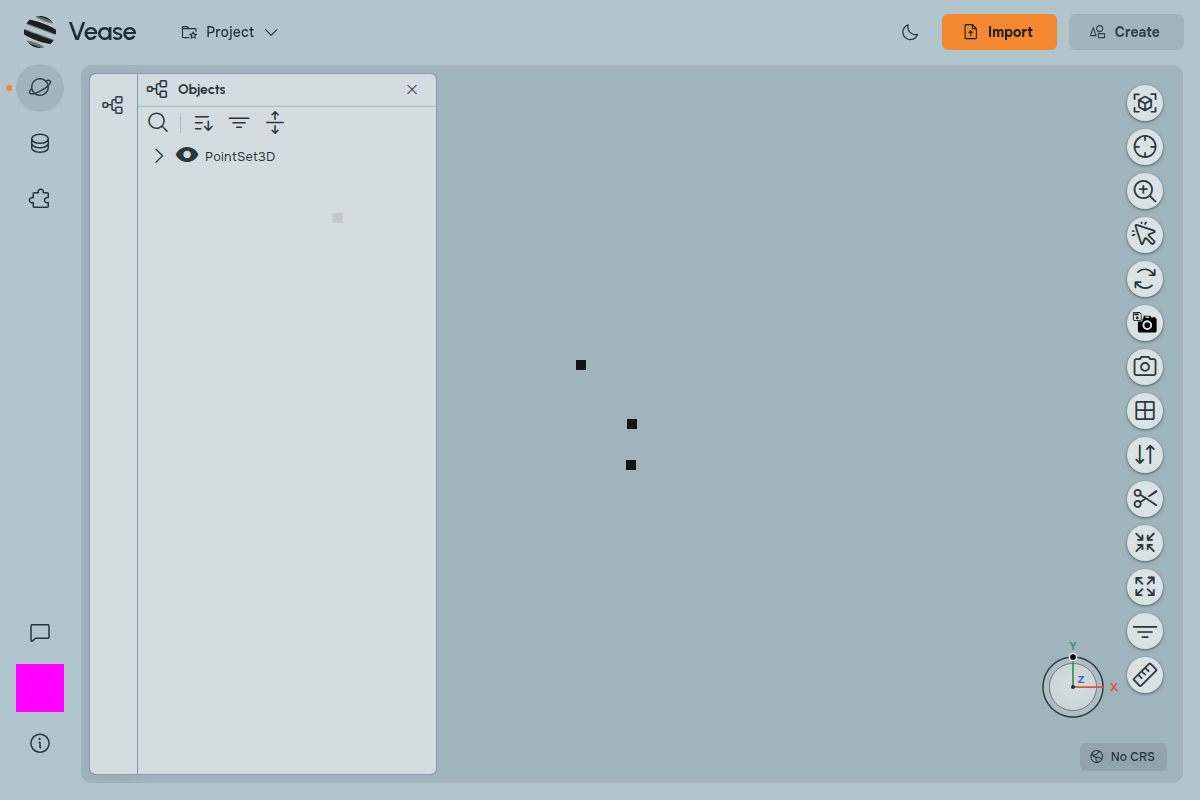 Vease
Project
Import
Create
Objects
PointSet3D
Y
Z
X
No CRS